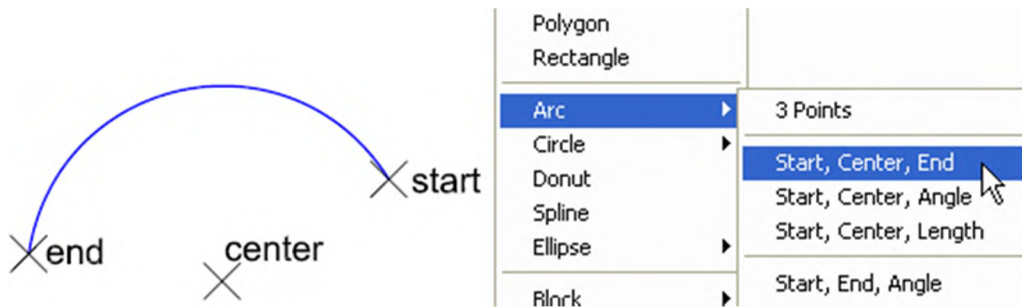 end
center
start
Polygon
Rectangle
Arc
Circle
Donut
Spline
Ellipse
Block
3 Points
Start, Center, End
Start, Center, Angle
Start, Center, Length
Start, End, Angle